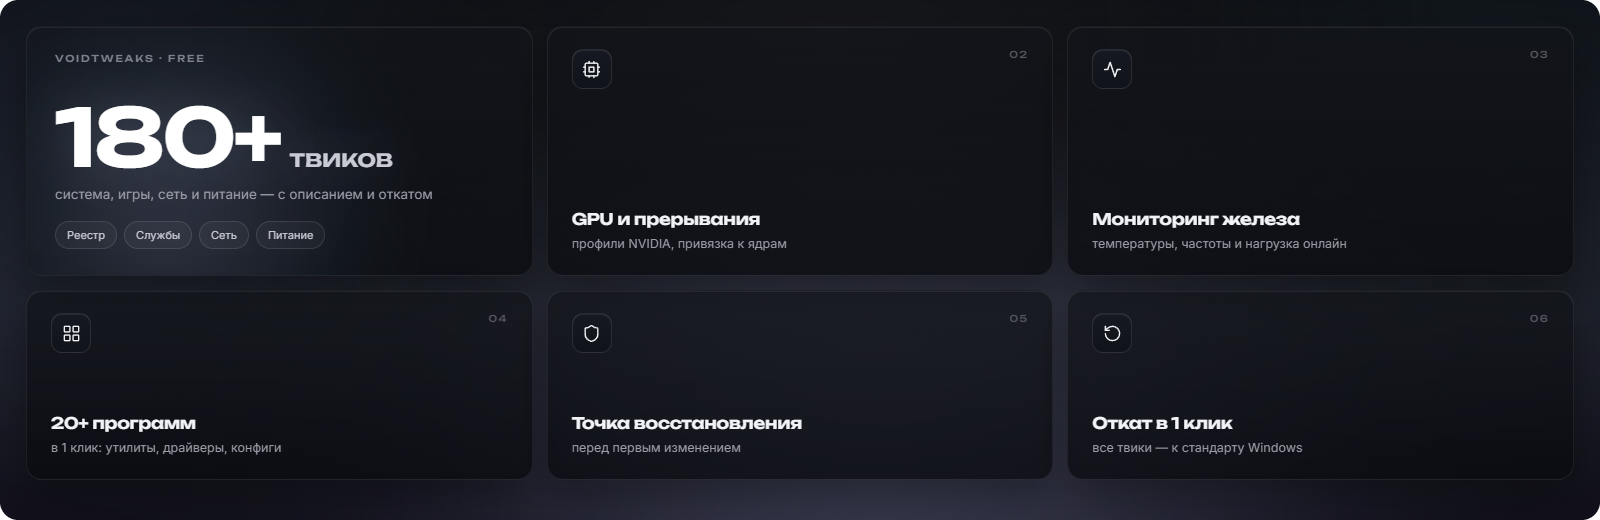 VOIDTWEAKS · FREE
180+ ТВИКОВ
система, игры, сеть и питание — с описанием и откатом
Реестр Службы Сеть Питание
02
GPU и прерывания
профили NVIDIA, привязка к ядрам
03
Мониторинг железа
температуры, частоты и нагрузка онлайн
04
20+ программ
в 1 клик: утилиты, драйверы, конфиги
05
Точка восстановления
перед первым изменением
06
Откат в 1 клик
все твики — к стандарту Windows